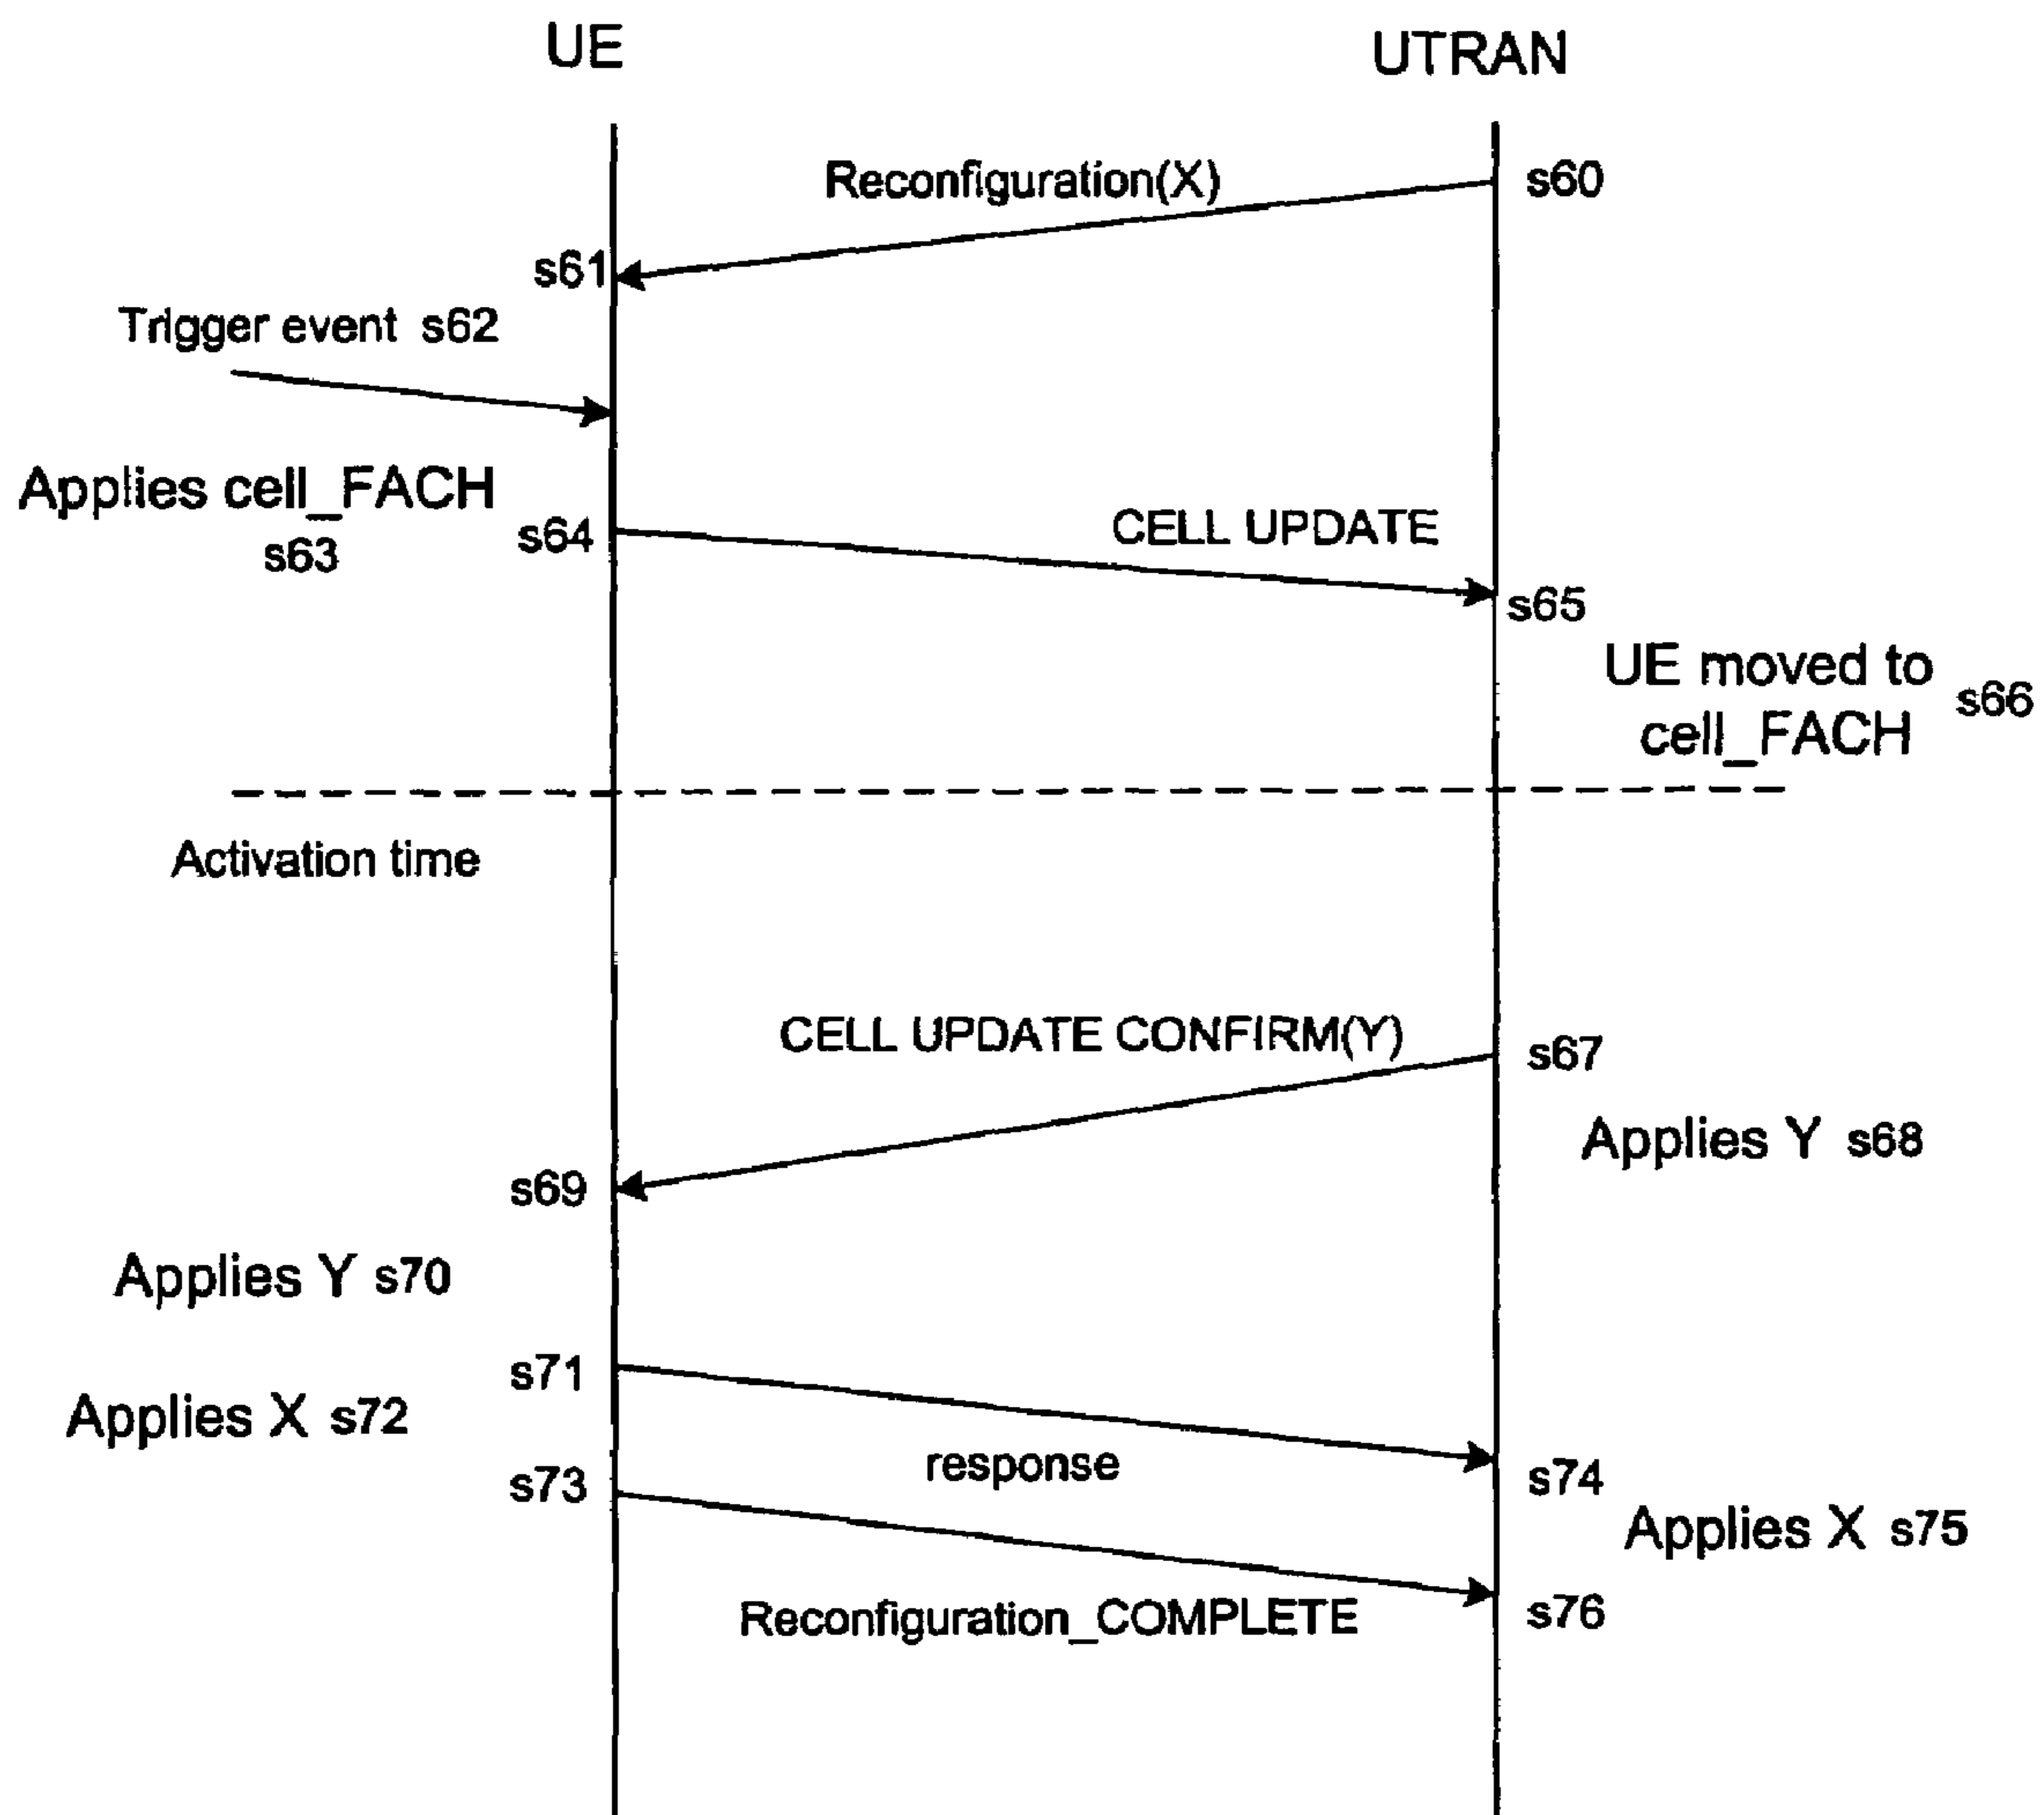 UE
UTRAN
Reconfiguration(X)
s60
s61
Trigger event s62
Applies cell_FACH
s63
s64
CELL UPDATE
s65
UE moved to
cell_FACH
s66
Activation time
CELL UPDATE CONFIRM(Y)
s67
Applies Y s68
s69
Applies Y s70
s71
Applies X s72
response
s74
s73
Applies X s75
Reconfiguration_COMPLETE
s76